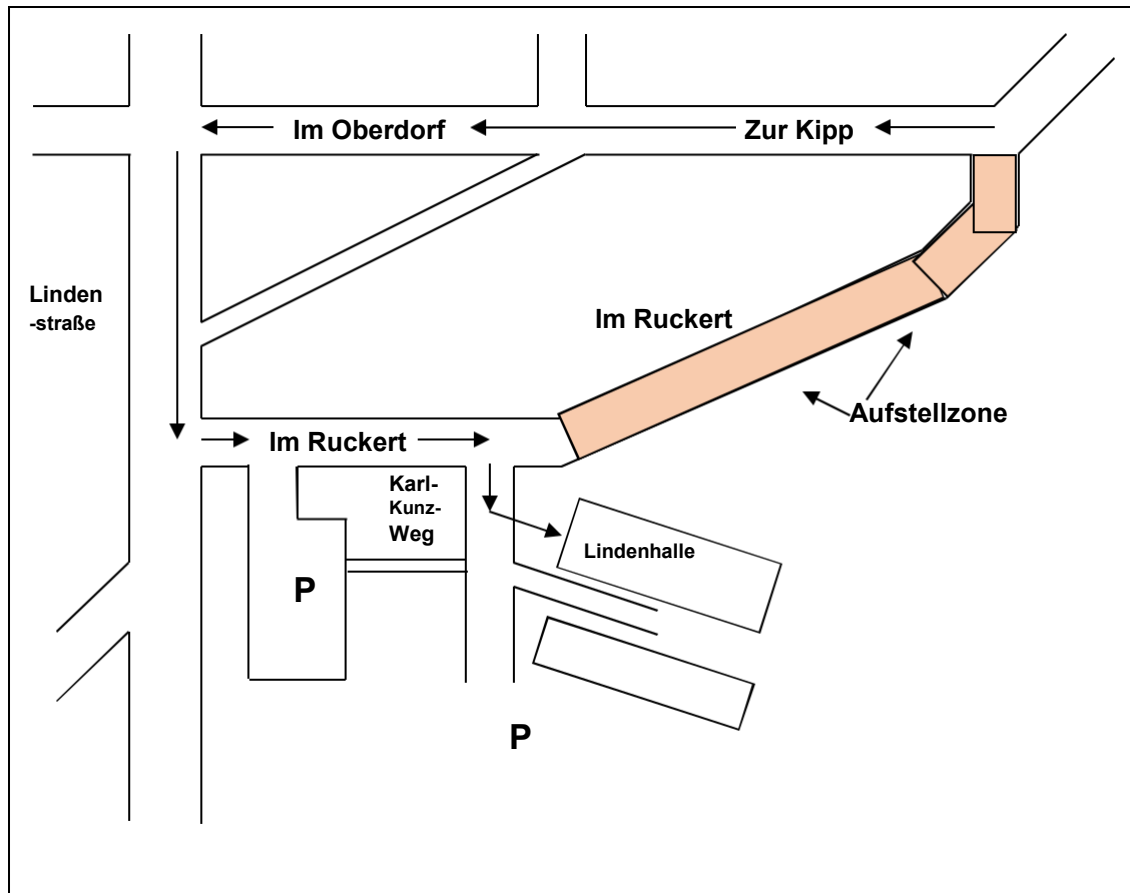 Im Oberdorf
Zur Kipp
Linden
-straße
Im Ruckert
Aufstellzone
Im Ruckert
Karl-
Kunz-
Weg
Lindenhalle
P
P